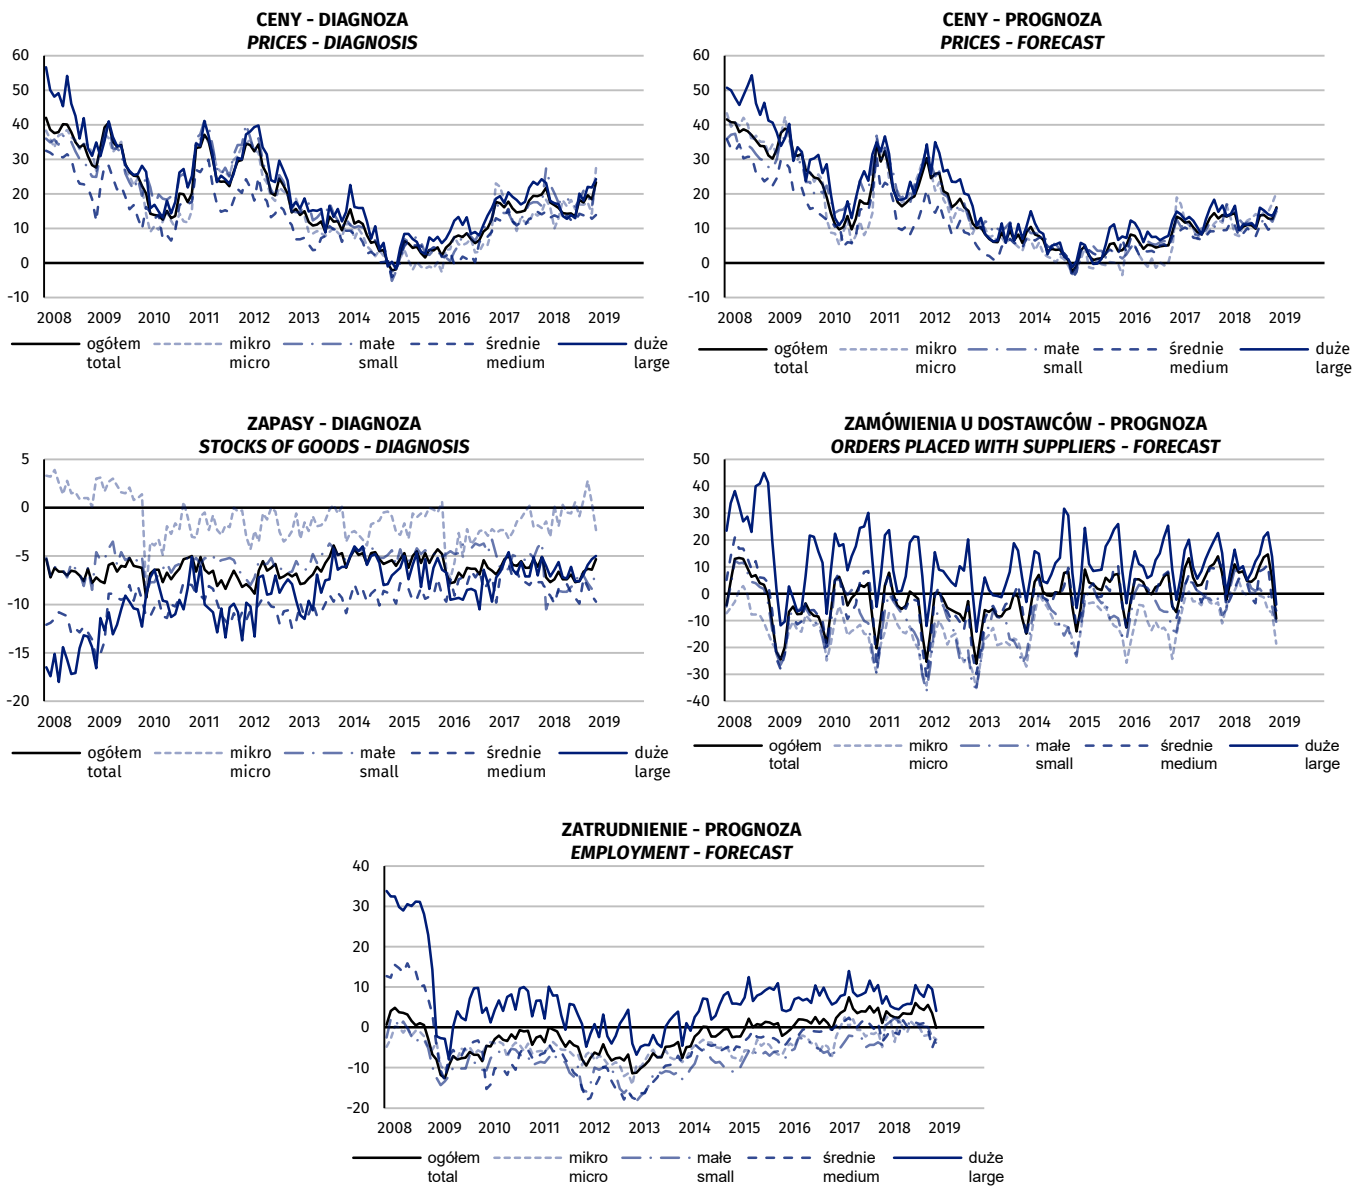 CENY - DIAGNOZA
PRICES - DIAGNOSIS
60
50
40
30
20
10
0
-10
2008 2009 2010 2011 2012 2013 2014 2015 2016 2017 2018 2019
ogółem mikro małe średnie duże
total micro small medium large
CENY - PROGNOZA
PRICES - FORECAST
60
50
40
30
20
10
0
-10
2008 2009 2010 2011 2012 2013 2014 2015 2016 2017 2018 2019
ogółem mikro małe średnie duże
total micro small medium large
ZAPASY - DIAGNOZA
STOCKS OF GOODS - DIAGNOSIS
5
0
-5
-10
-15
-20
2008 2009 2010 2011 2012 2013 2014 2015 2016 2017 2018 2019
ogółem mikro małe średnie duże
total micro small medium large
ZAMÓWIENIA U DOSTAWCÓW - PROGNOZA
ORDERS PLACED WITH SUPPLIERS - FORECAST
50
40
30
20
10
0
-10
-20
-30
-40
2008 2009 2010 2011 2012 2013 2014 2015 2016 2017 2018 2019
ogółem mikro małe średnie duże
total micro small medium large
ZATRUDNIENIE - PROGNOZA
EMPLOYMENT - FORECAST
40
30
20
10
0
-10
-20
2008 2009 2010 2011 2012 2013 2014 2015 2016 2017 2018 2019
ogółem mikro małe średnie duże
total micro small medium large